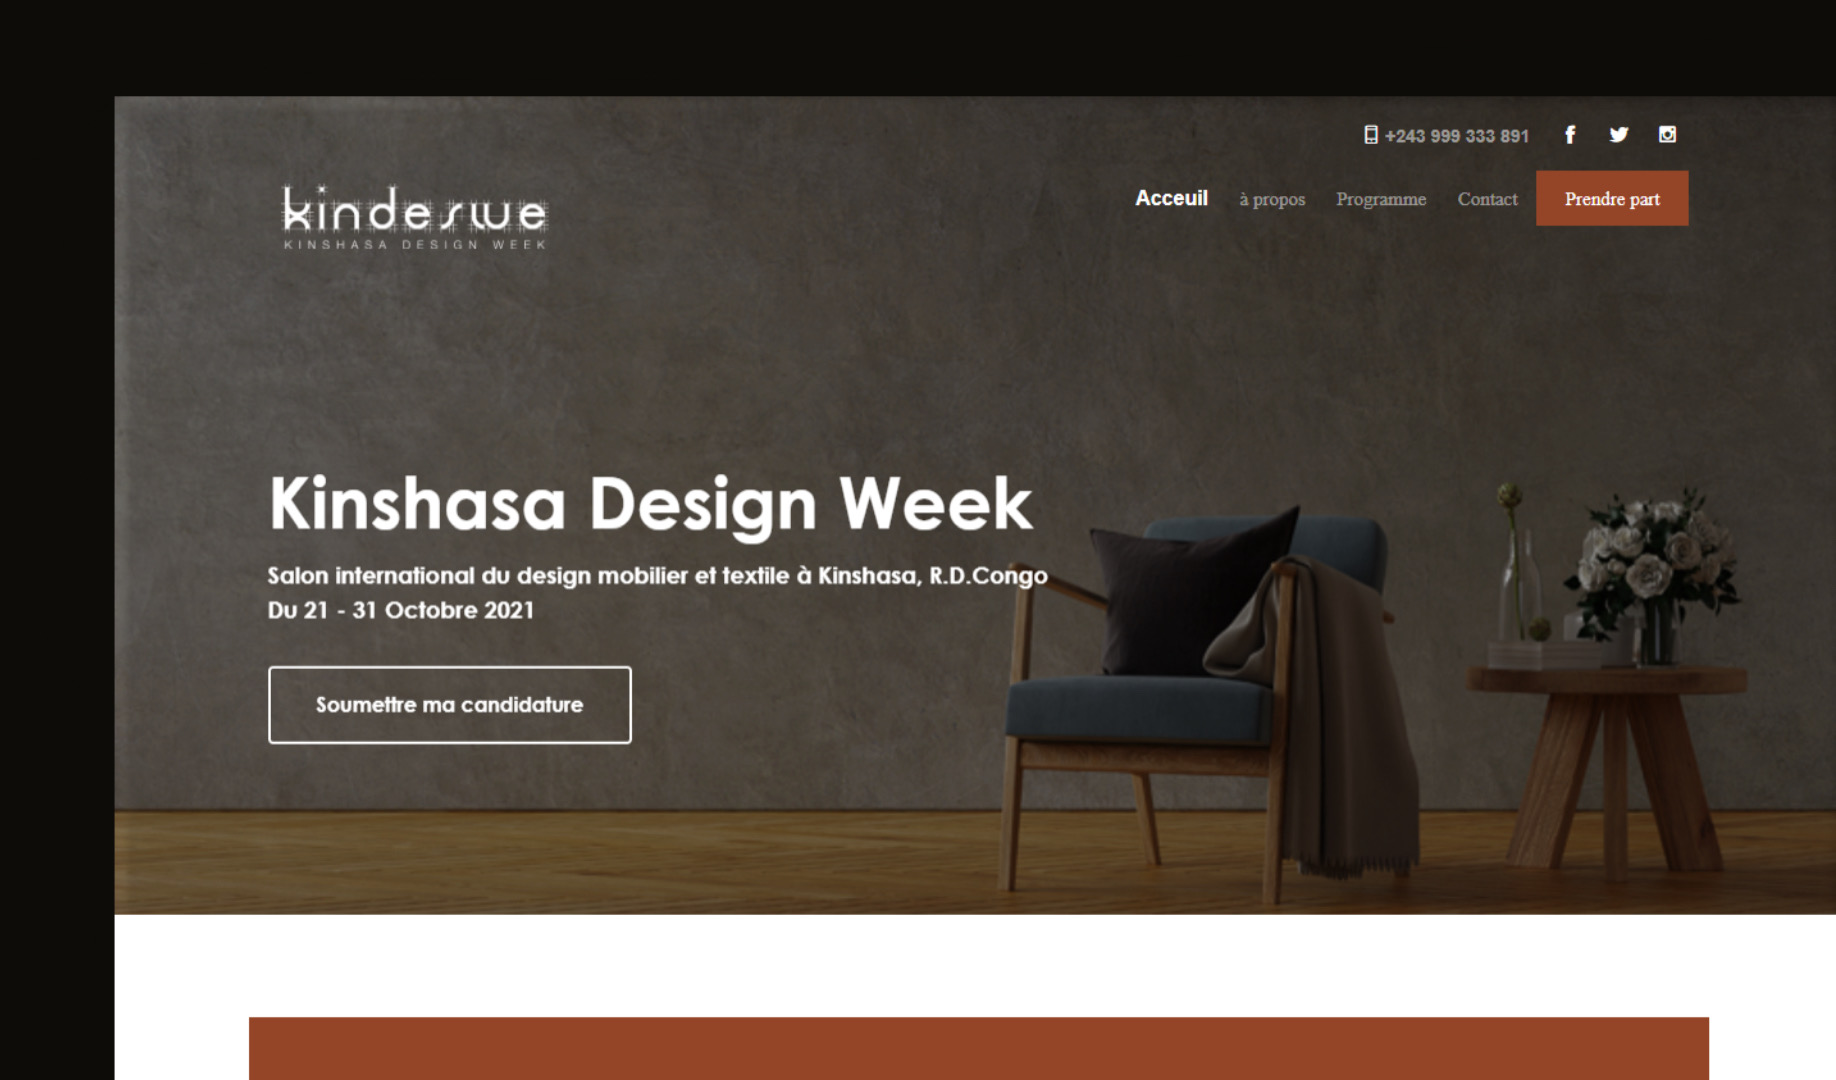 +243 999 333 891
kindeswe
KINSHASA DESIGN WEEK
Acceuil à propos Programme Contact Prendre part
Kinshasa Design Week
Salon international du design mobilier et textile à Kinshasa, R.D.Congo
Du 21 - 31 Octobre 2021
Soumettre ma candidature